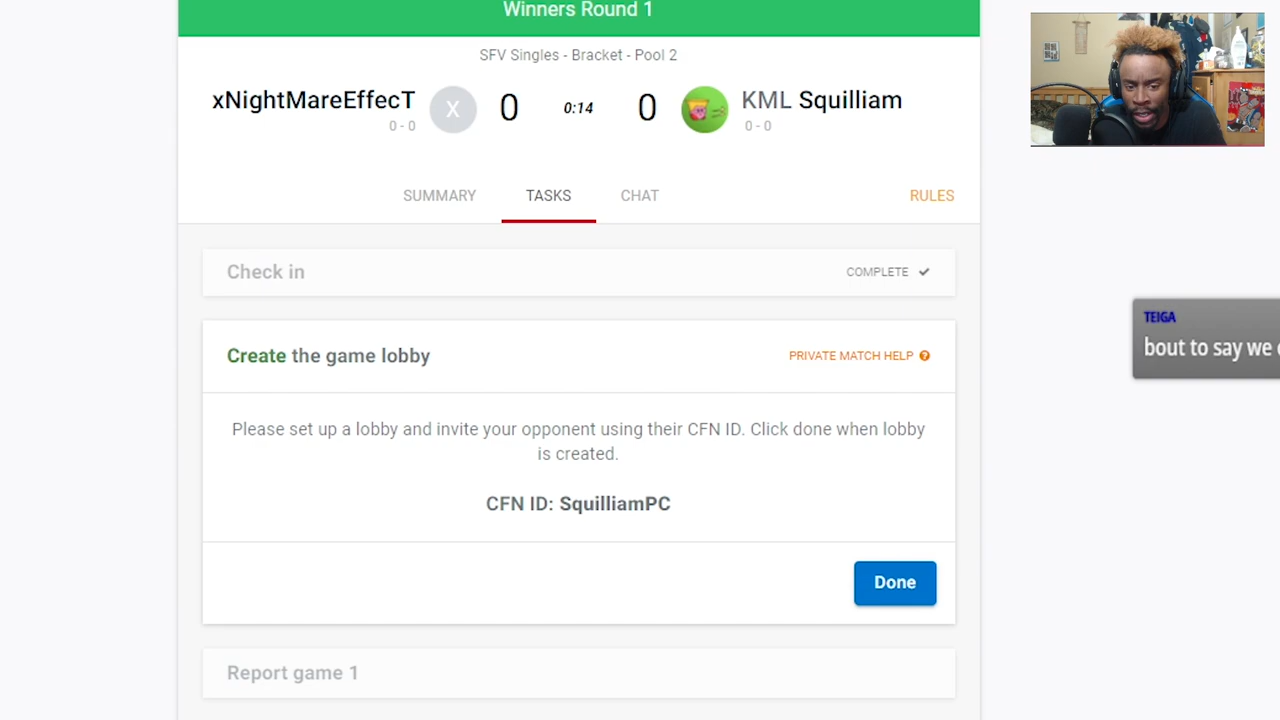 Winners Round 1
SFV Singles - Bracket - Pool 2
xNightMareEffecT
X
0
0:14
0
KML Squilliam
0 - 0
0 - 0
SUMMARY
TASKS
CHAT
RULES
Check in
COMPLETE
Create the game lobby
PRIVATE MATCH HELP
Please set up a lobby and invite your opponent using their CFN ID. Click done when lobby
is created.
CFN ID: SquilliamPC
Done
Report game 1
TEIGA
bout to say we